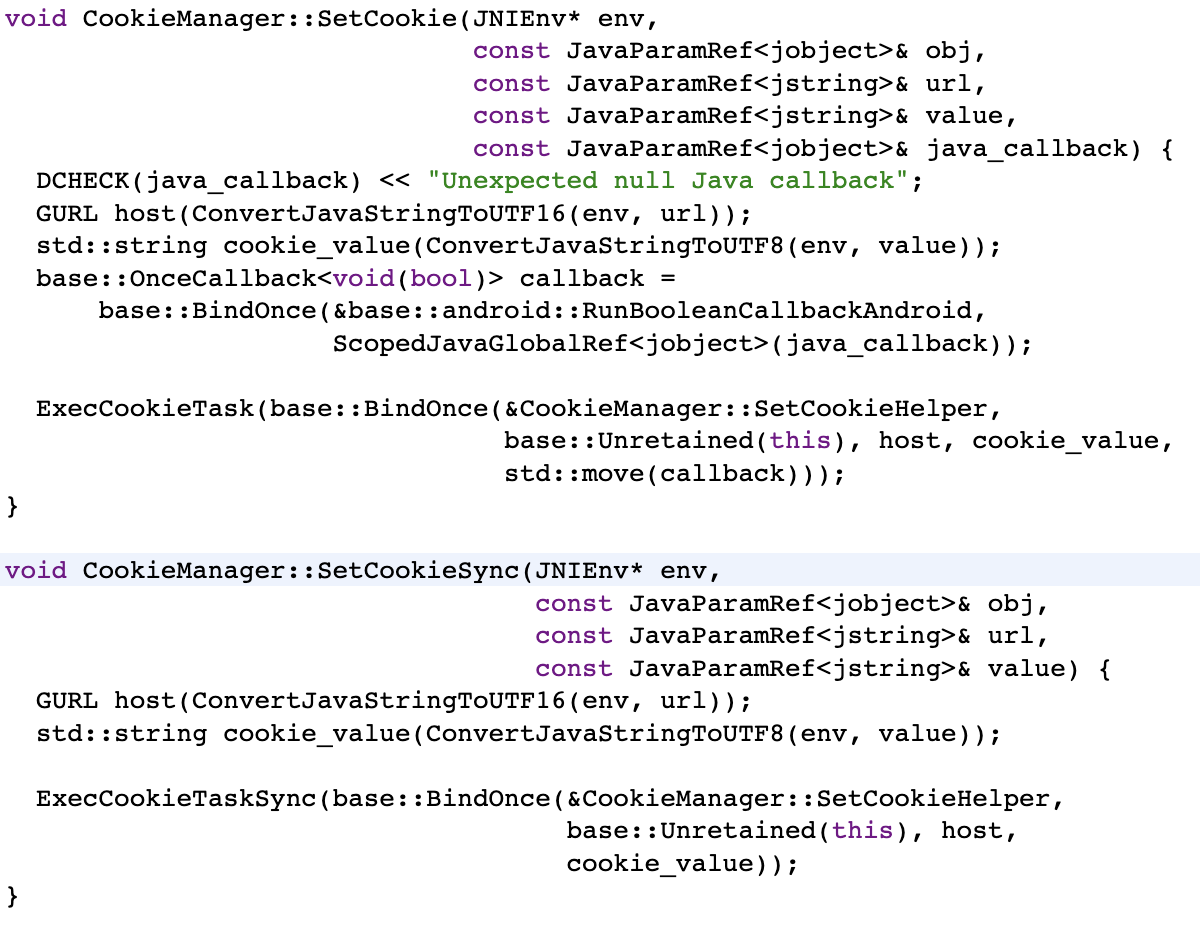 void CookieManager::SetCookie(JNIEnv* env,
                              const JavaParamRef<jobject>& obj,
                              const JavaParamRef<jstring>& url,
                              const JavaParamRef<jstring>& value,
                              const JavaParamRef<jobject>& java_callback) {
  DCHECK(java_callback) << "Unexpected null Java callback";
  GURL host(ConvertJavaStringToUTF16(env, url));
  std::string cookie_value(ConvertJavaStringToUTF8(env, value));
  base::OnceCallback<void(bool)> callback =
      base::BindOnce(&base::android::RunBooleanCallbackAndroid,
                     ScopedJavaGlobalRef<jobject>(java_callback));

  ExecCookieTask(base::BindOnce(&CookieManager::SetCookieHelper,
                                base::Unretained(this), host, cookie_value,
                                std::move(callback)));
}

void CookieManager::SetCookieSync(JNIEnv* env,
                                  const JavaParamRef<jobject>& obj,
                                  const JavaParamRef<jstring>& url,
                                  const JavaParamRef<jstring>& value) {
  GURL host(ConvertJavaStringToUTF16(env, url));
  std::string cookie_value(ConvertJavaStringToUTF8(env, value));

  ExecCookieTaskSync(base::BindOnce(&CookieManager::SetCookieHelper,
                                    base::Unretained(this), host,
                                    cookie_value));
}